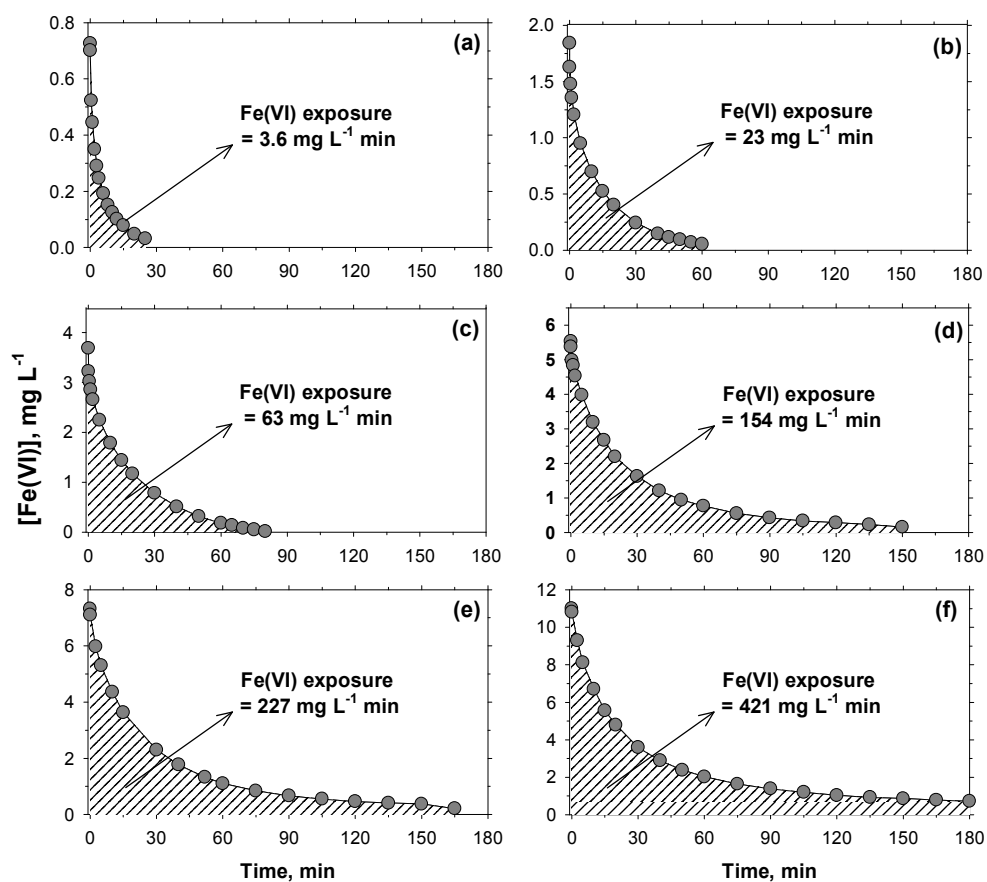 [Fe(VI)], mg L⁻¹
(a)
0.8
0.6
0.4
0.2
0.0
Fe(VI) exposure
= 3.6 mg L⁻¹ min
0 30 60 90 120 150 180
(b)
2.0
1.5
1.0
0.5
0.0
Fe(VI) exposure
= 23 mg L⁻¹ min
0 30 60 90 120 150 180
(c)
4
3
2
1
0
Fe(VI) exposure
= 63 mg L⁻¹ min
0 30 60 90 120 150 180
(d)
6
5
4
3
2
1
0
Fe(VI) exposure
= 154 mg L⁻¹ min
0 30 60 90 120 150 180
(e)
8
6
4
2
0
Fe(VI) exposure
= 227 mg L⁻¹ min
0 30 60 90 120 150 180
Time, min
(f)
12
10
8
6
4
2
0
Fe(VI) exposure
= 421 mg L⁻¹ min
0 30 60 90 120 150 180
Time, min